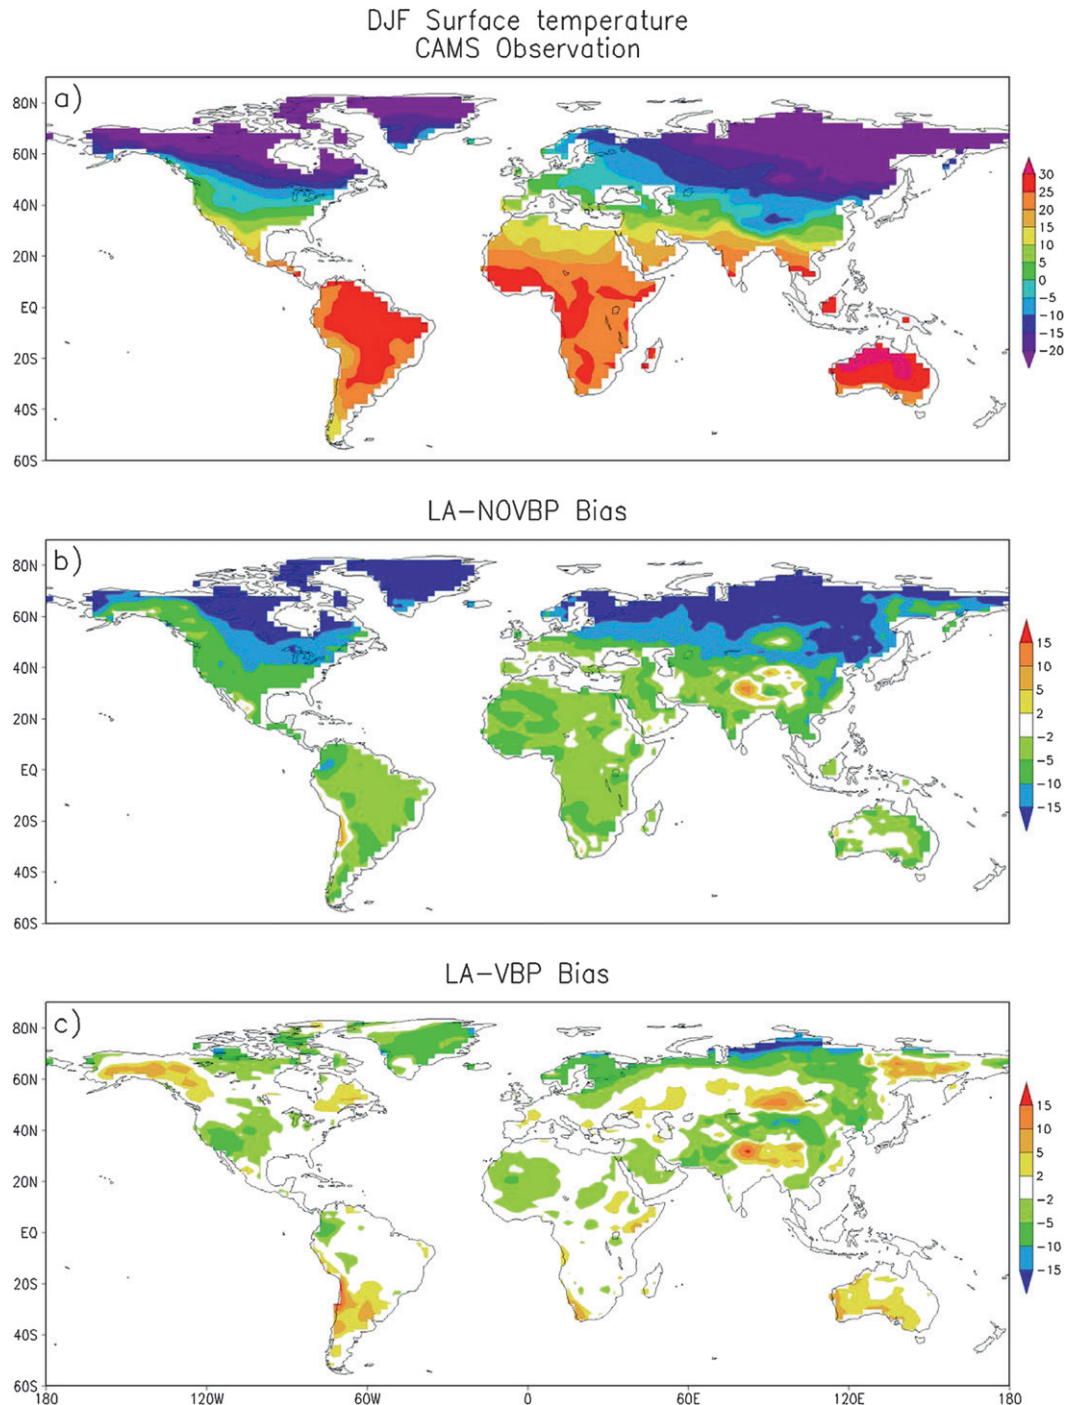 DJF Surface temperature
CAMS Observation
a)
80N
60N
40N
20N
EQ
20S
40S
60S
30
25
20
15
10
5
0
-5
-10
-15
-20
LA-NOVBP Bias
b)
80N
60N
40N
20N
EQ
20S
40S
60S
15
10
5
2
-2
-5
-10
-15
LA-VBP Bias
c)
80N
60N
40N
20N
EQ
20S
40S
60S
15
10
5
2
-2
-5
-10
-15
180 120W 60W 0 60E 120E 180